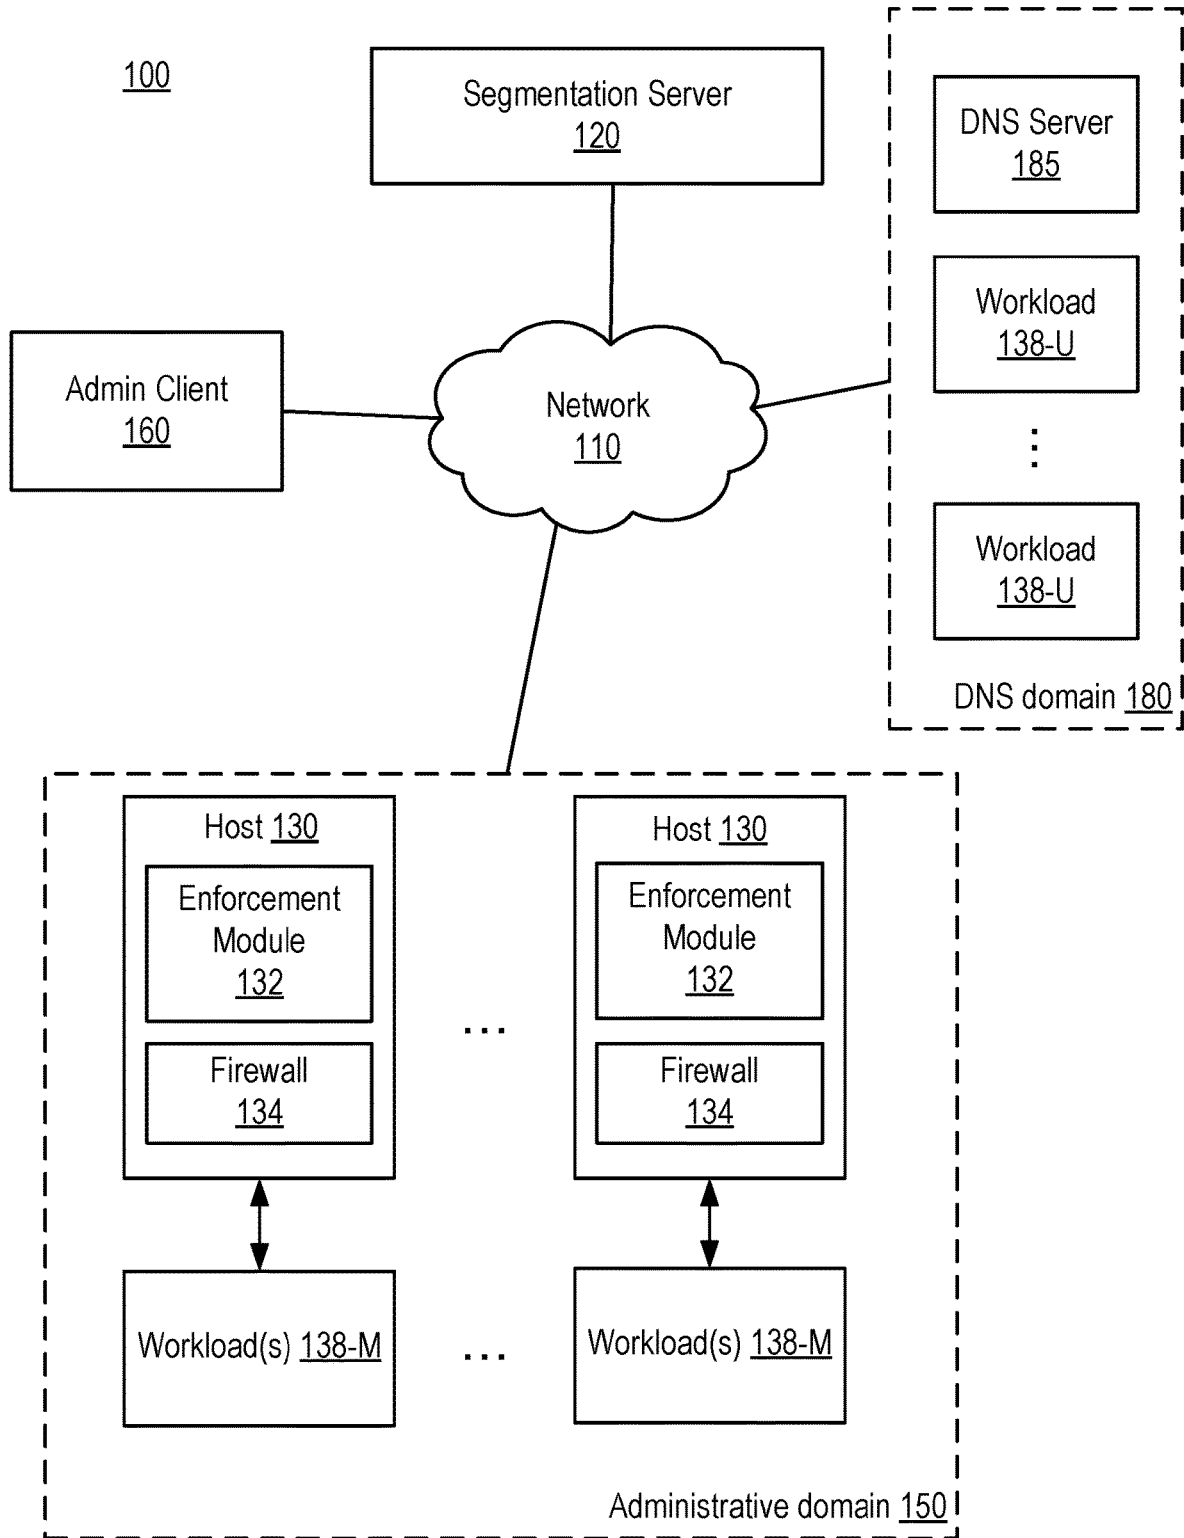 100
Segmentation Server
120
DNS Server
185
Workload
138-U
⋮
Workload
138-U
DNS domain 180
Admin Client
160
Network
110
Host 130
Enforcement
Module
132
Firewall
134
Workload(s) 138-M
...
...
Host 130
Enforcement
Module
132
Firewall
134
Workload(s) 138-M
Administrative domain 150